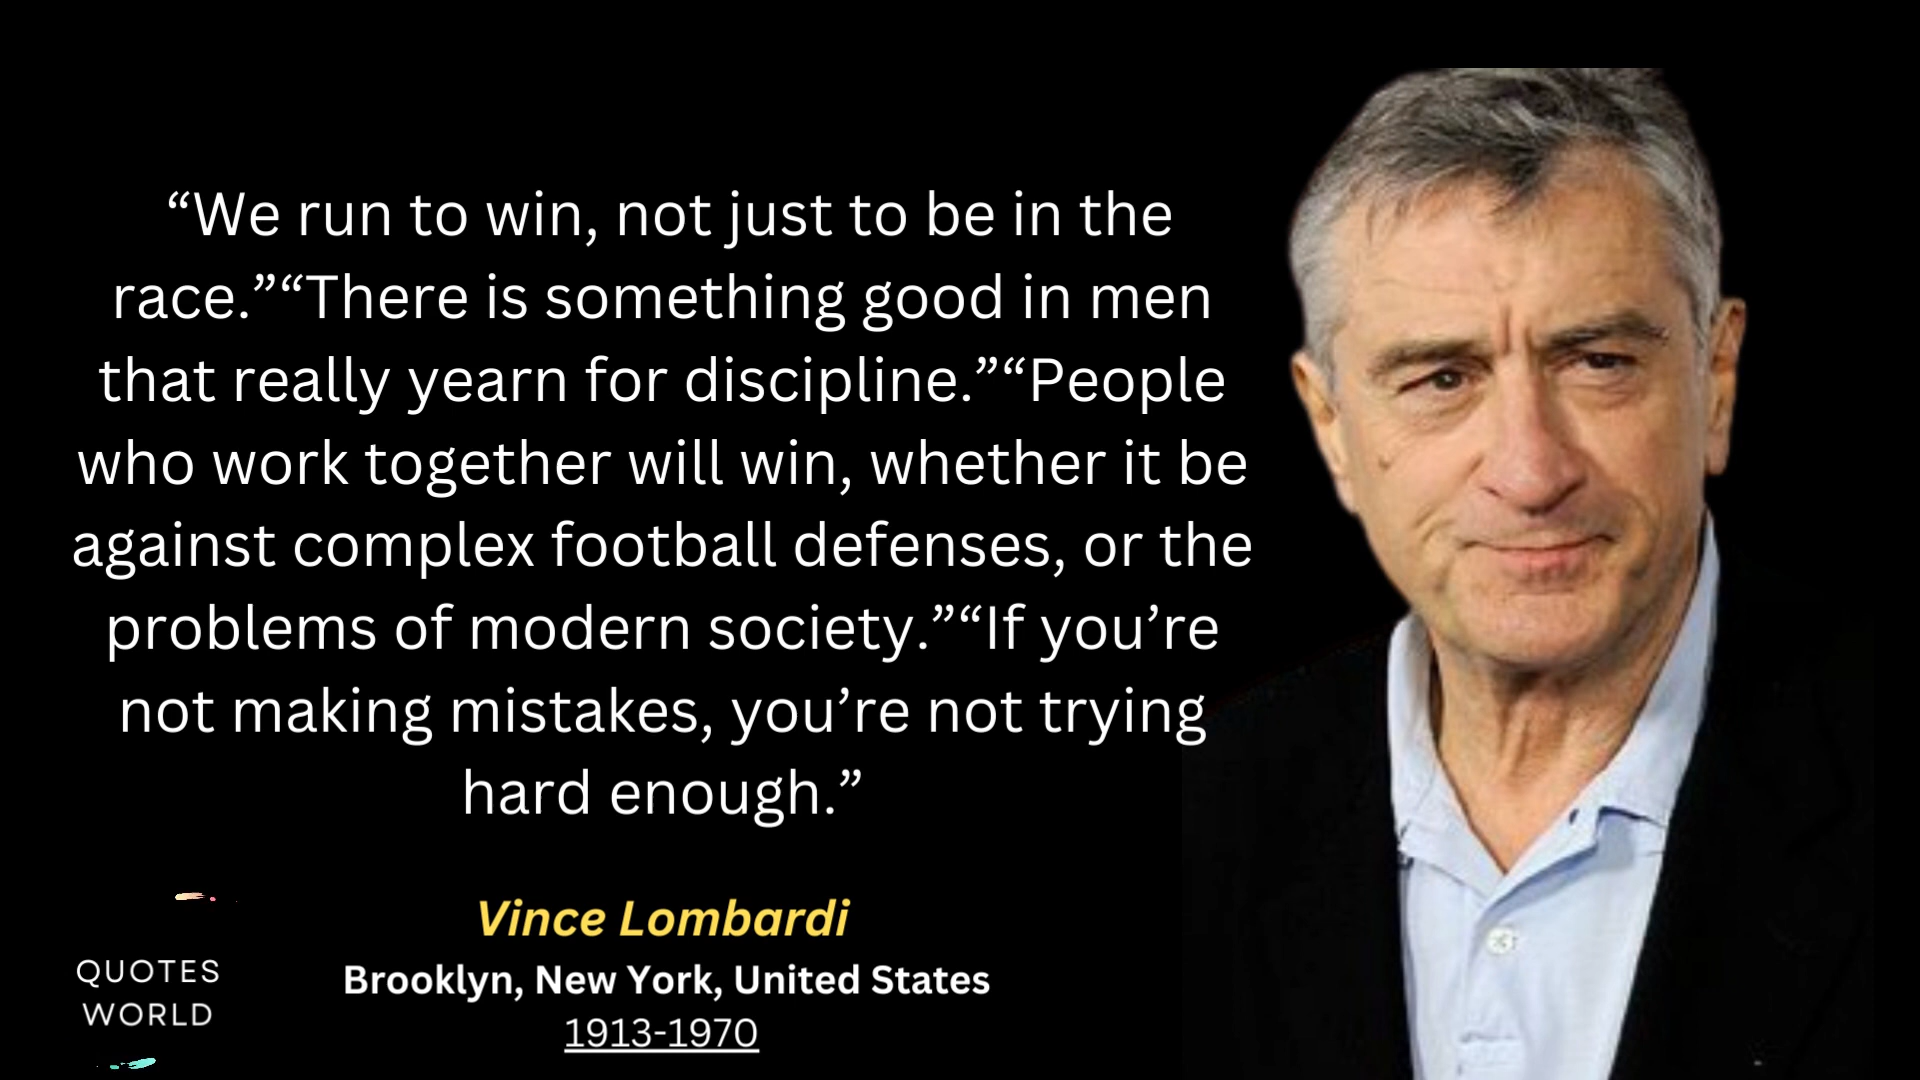 “We run to win, not just to be in the
race.”“There is something good in men
that really yearn for discipline.”“People
who work together will win, whether it be
against complex football defenses, or the
problems of modern society.”“If you’re
not making mistakes, you’re not trying
hard enough.”
Vince Lombardi
Brooklyn, New York, United States
1913-1970
QUOTES
WORLD